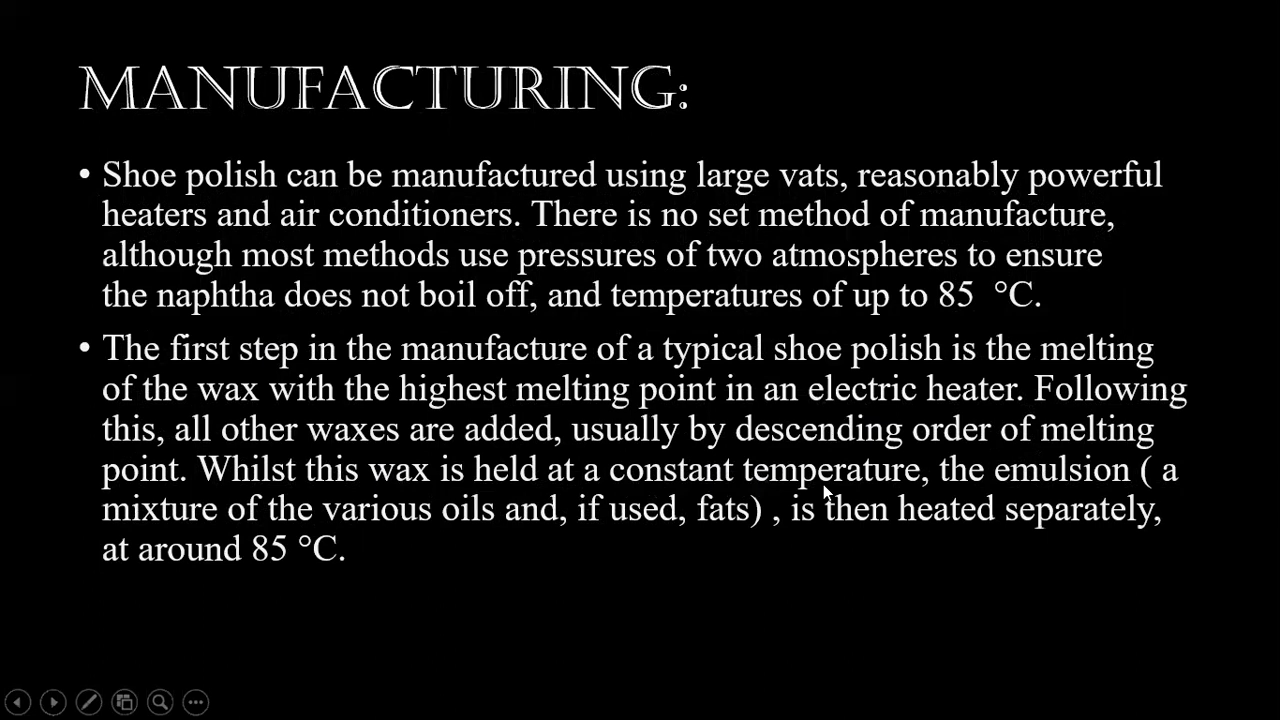 MANUFACTURING:
• Shoe polish can be manufactured using large vats, reasonably powerful
heaters and air conditioners. There is no set method of manufacture,
although most methods use pressures of two atmospheres to ensure
the naphtha does not boil off, and temperatures of up to 85  °C.
• The first step in the manufacture of a typical shoe polish is the melting
of the wax with the highest melting point in an electric heater. Following
this, all other waxes are added, usually by descending order of melting
point. Whilst this wax is held at a constant temperature, the emulsion ( a
mixture of the various oils and, if used, fats) , is then heated separately,
at around 85 °C.